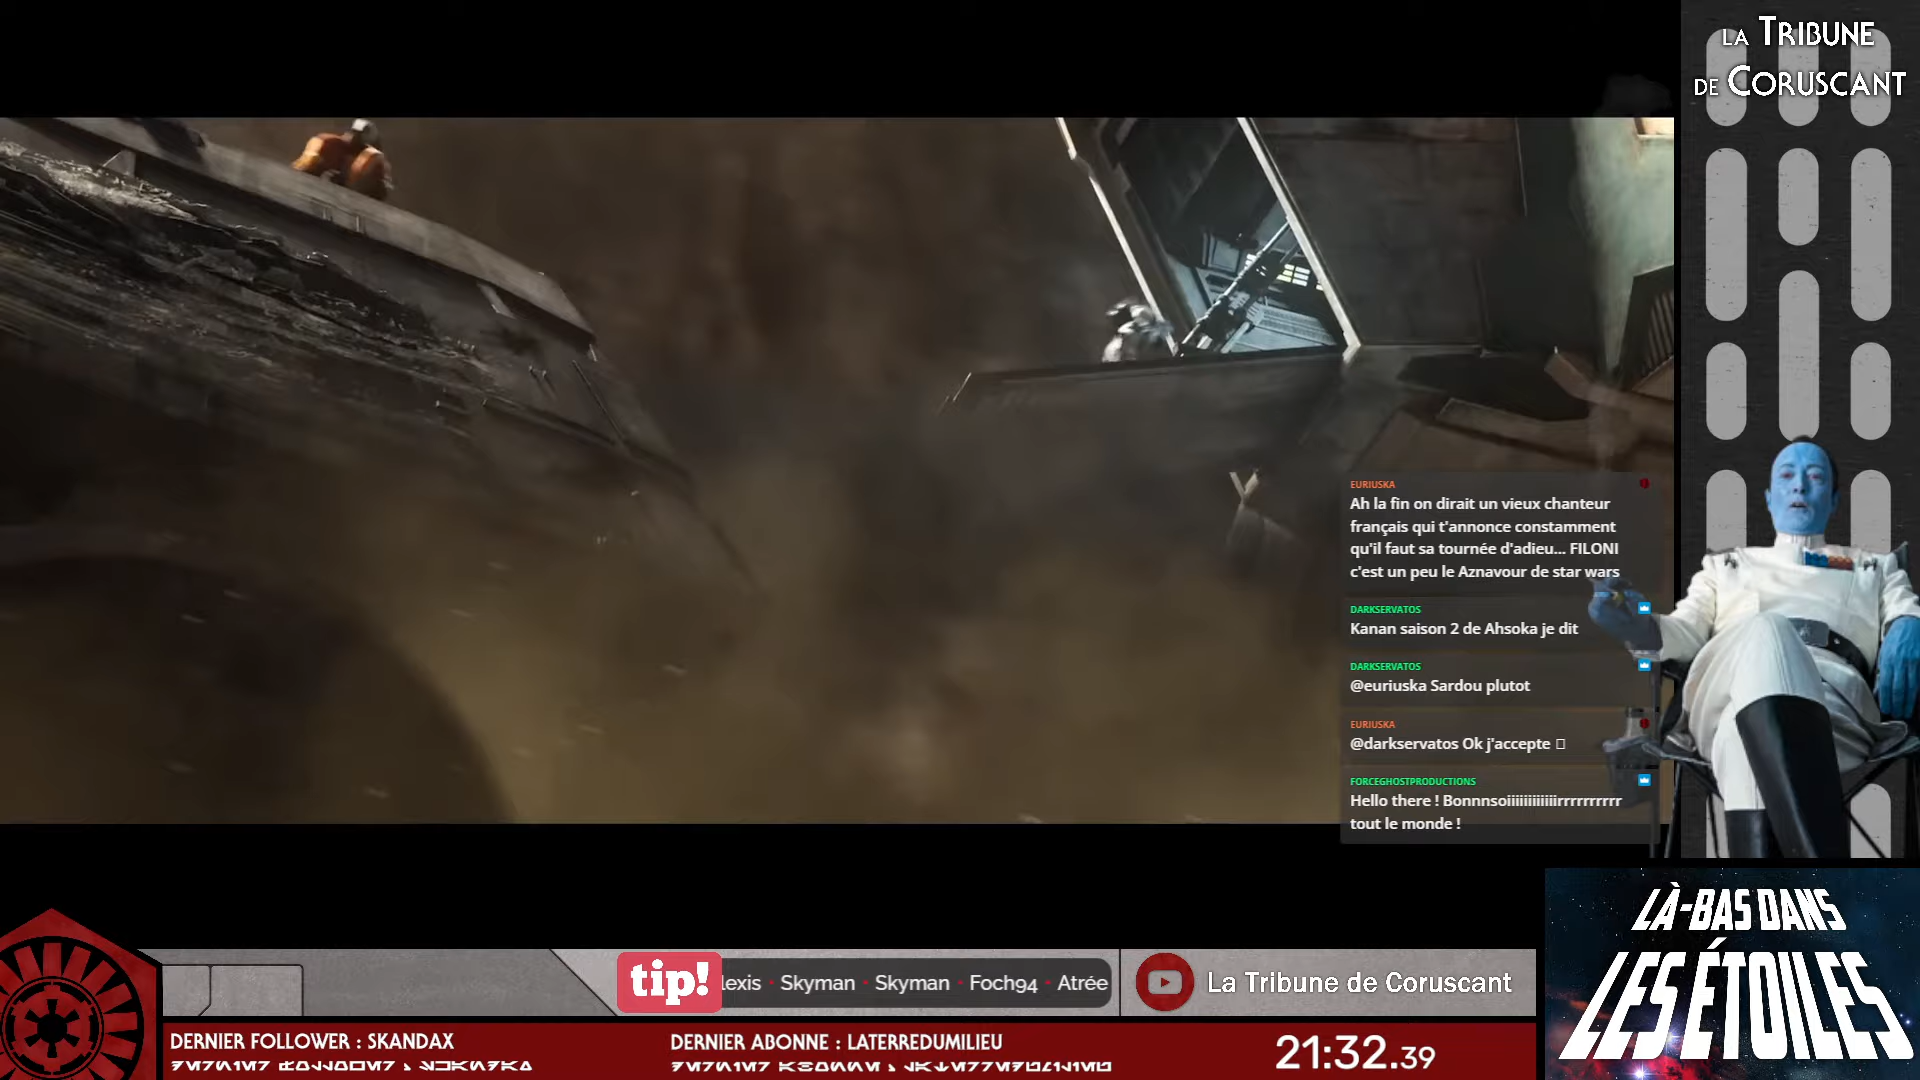 LA TRIBUNE
DE CORUSCANT
EURIUSKA
Ah la fin on dirait un vieux chanteur
français qui t'annonce constamment
qu'il faut sa tournée d'adieu... FILONI
c'est un peu le Aznavour de star wars
DARKSERVATOS
Kanan saison 2 de Ahsoka je dit
DARKSERVATOS
@euriuska Sardou plutot
EURIUSKA
@darkservatos Ok j'accepte
FORCEGHOSTPRODUCTIONS
Hello there ! Bonnnsoiiiiiiiiiiiirrrrrrrrrr
tout le monde !
LÀ-BAS DANS
LES ÉTOILES
tip! lexis • Skyman • Skyman • Foch94 • Atrée
La Tribune de Coruscant
DERNIER FOLLOWER : SKANDAX
DERNIER ABONNE : LATERREDUMILIEU
21:32.39